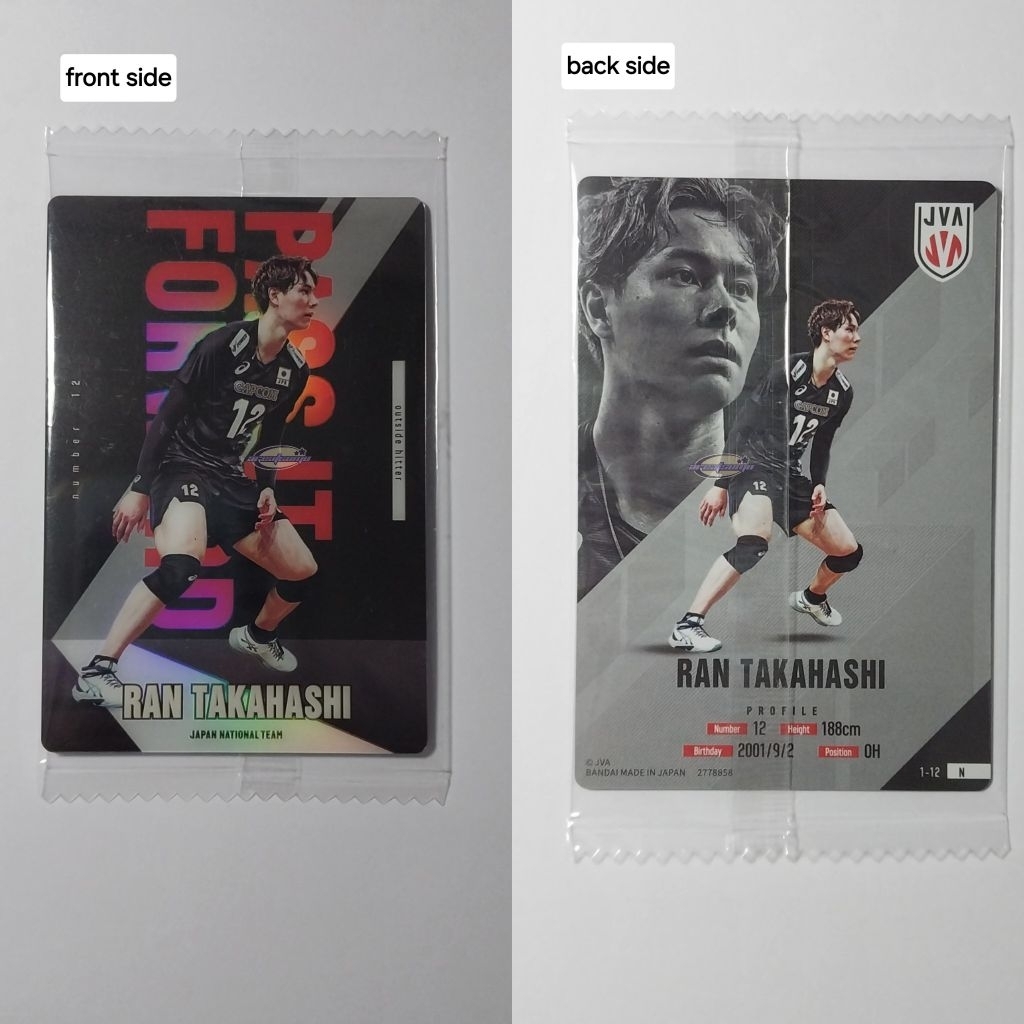 front side
PASS IT
FORWARD
number 12
outside hitter
JPN
CAPCOM
12
12
RAN TAKAHASHI
JAPAN NATIONAL TEAM
back side
JVA
JPN
CAPCOM
12
12
RAN TAKAHASHI
PROFILE
Number 12 Height 188cm
Birthday 2001/9/2 Position OH
© JVA
BANDAI MADE IN JAPAN 2778858
1-12 N